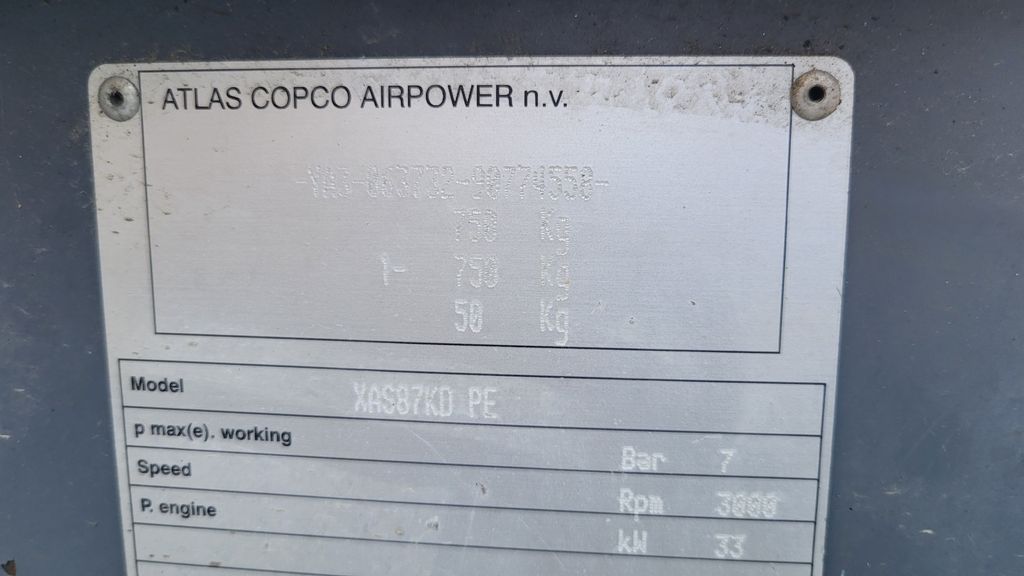 ATLAS COPCO AIRPOWER n.v.
750 Kg
1- 750 Kg
50 Kg
Model XAS87KD PE
p max(e). working Bar 7
Speed Rpm 3000
P. engine kW 33